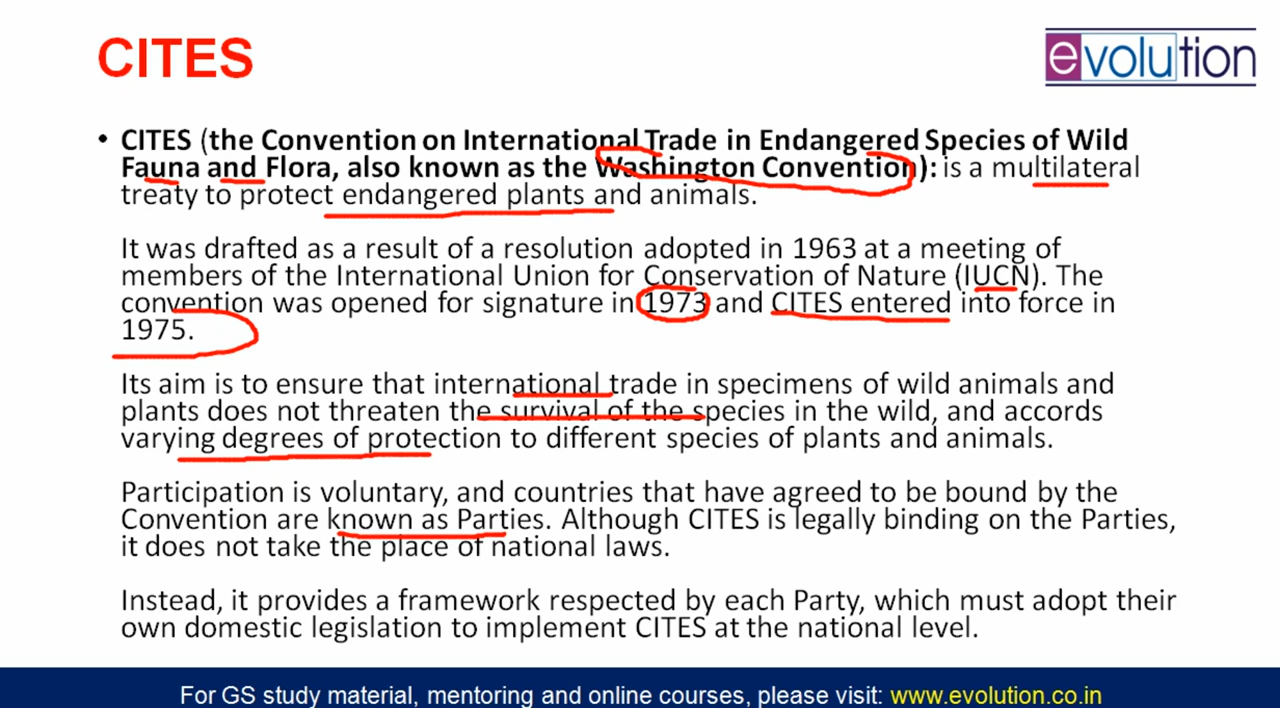 CITES
evolution
• CITES (the Convention on International Trade in Endangered Species of Wild
Fauna and Flora, also known as the Washington Convention): is a multilateral
treaty to protect endangered plants and animals.
It was drafted as a result of a resolution adopted in 1963 at a meeting of
members of the International Union for Conservation of Nature (IUCN). The
convention was opened for signature in 1973 and CITES entered into force in
1975.
Its aim is to ensure that international trade in specimens of wild animals and
plants does not threaten the survival of the species in the wild, and accords
varying degrees of protection to different species of plants and animals.
Participation is voluntary, and countries that have agreed to be bound by the
Convention are known as Parties. Although CITES is legally binding on the Parties,
it does not take the place of national laws.
Instead, it provides a framework respected by each Party, which must adopt their
own domestic legislation to implement CITES at the national level.
For GS study material, mentoring and online courses, please visit: www.evolution.co.in